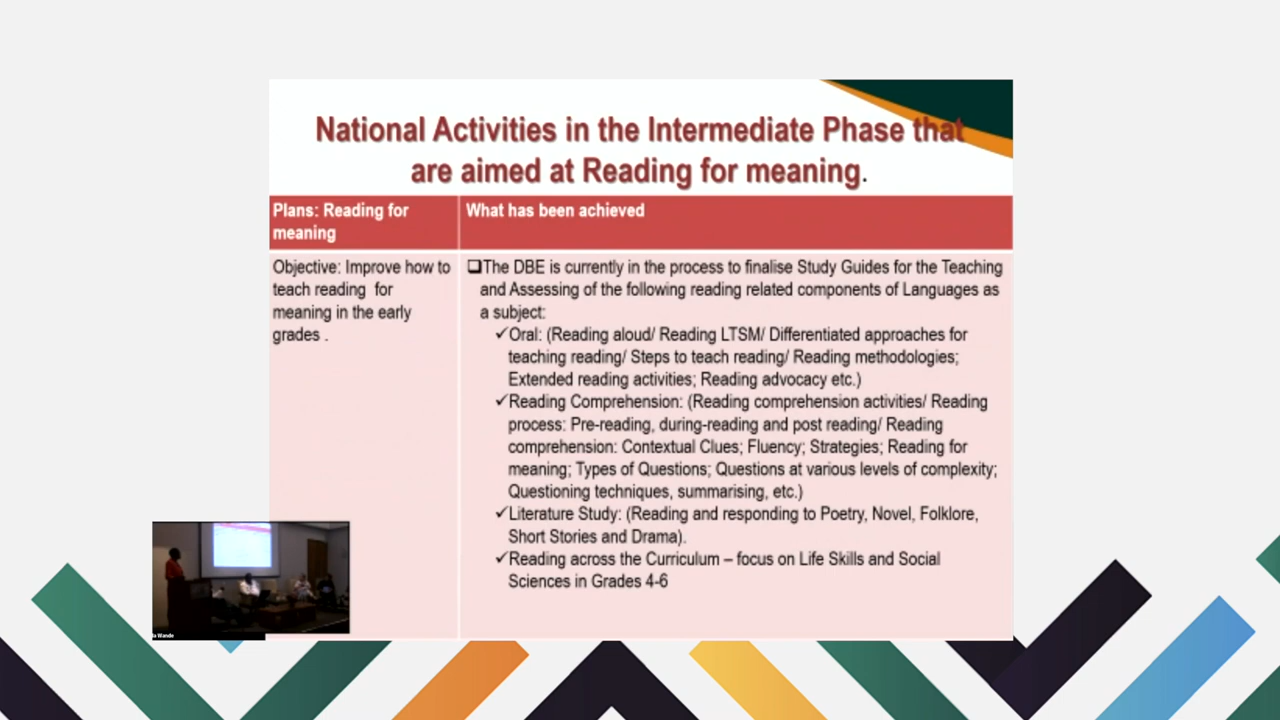 National Activities in the Intermediate Phase that
are aimed at Reading for meaning.
Plans: Reading for
meaning
What has been achieved
Objective: Improve how to
teach reading for
meaning in the early
grades .
❑The DBE is currently in the process to finalise Study Guides for the Teaching
and Assessing of the following reading related components of Languages as
a subject:
✓Oral: (Reading aloud/ Reading LTSM/ Differentiated approaches for
teaching reading/ Steps to teach reading/ Reading methodologies;
Extended reading activities; Reading advocacy etc.)
✓Reading Comprehension: (Reading comprehension activities/ Reading
process: Pre-reading, during-reading and post reading/ Reading
comprehension: Contextual Clues; Fluency; Strategies; Reading for
meaning; Types of Questions; Questions at various levels of complexity;
Questioning techniques, summarising, etc.)
✓Literature Study: (Reading and responding to Poetry, Novel, Folklore,
Short Stories and Drama).
✓Reading across the Curriculum – focus on Life Skills and Social
Sciences in Grades 4-6
Wande